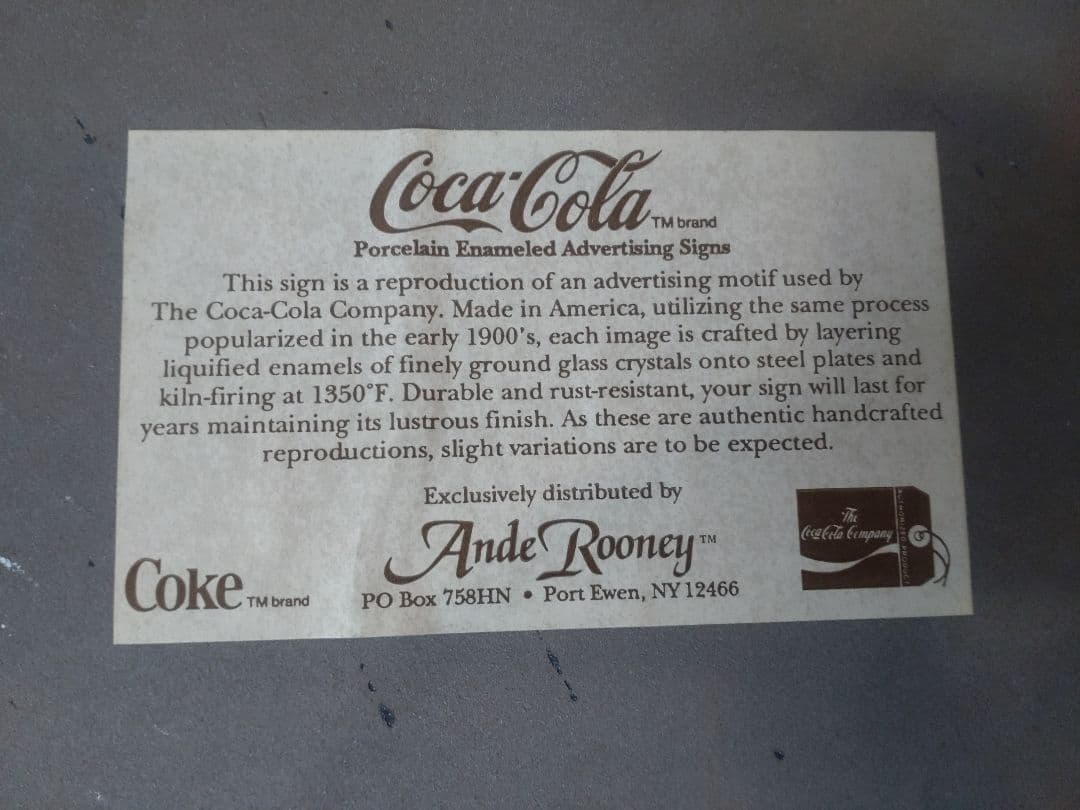 Coca-Cola TM brand
Porcelain Enameled Advertising Signs
This sign is a reproduction of an advertising motif used by
The Coca-Cola Company. Made in America, utilizing the same process
popularized in the early 1900's, each image is crafted by layering
liquified enamels of finely ground glass crystals onto steel plates and
kiln-firing at 1350°F. Durable and rust-resistant, your sign will last for
years maintaining its lustrous finish. As these are authentic handcrafted
reproductions, slight variations are to be expected.
Exclusively distributed by
Ande Rooney™
PO Box 758HN • Port Ewen, NY 12466
Coke TM brand
The
Coca-Cola Company
AUTHORIZED PRODUCT